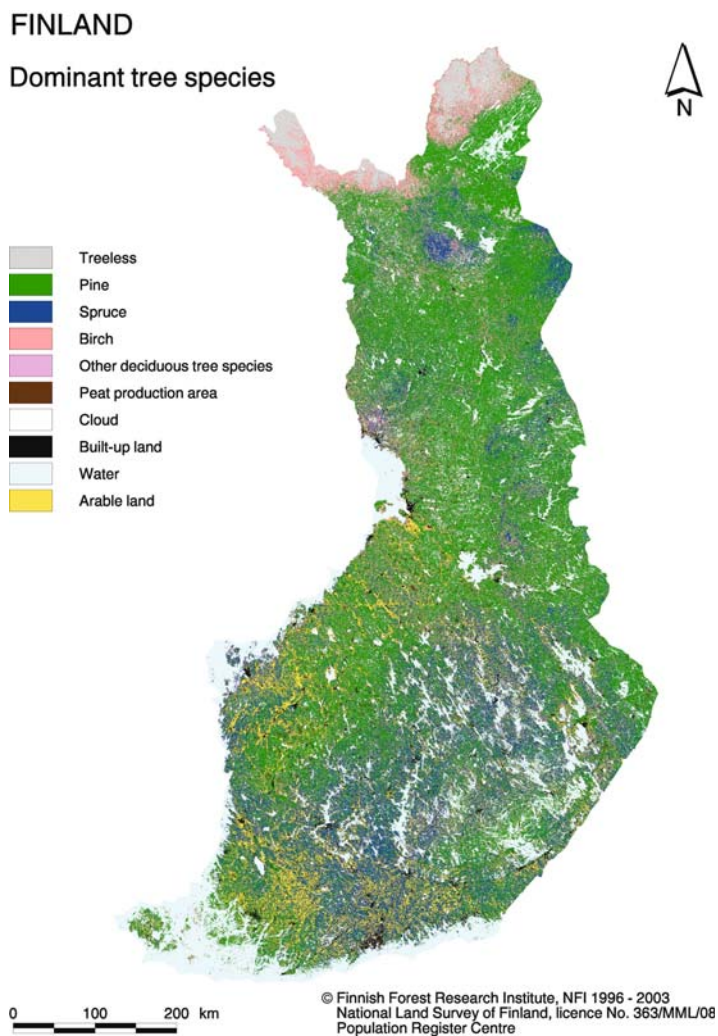 FINLAND
Dominant tree species
N
Treeless
Pine
Spruce
Birch
Other deciduous tree species
Peat production area
Cloud
Built-up land
Water
Arable land
0 100 200 km
© Finnish Forest Research Institute, NFI 1996 - 2003
National Land Survey of Finland, licence No. 363/MML/08
Population Register Centre